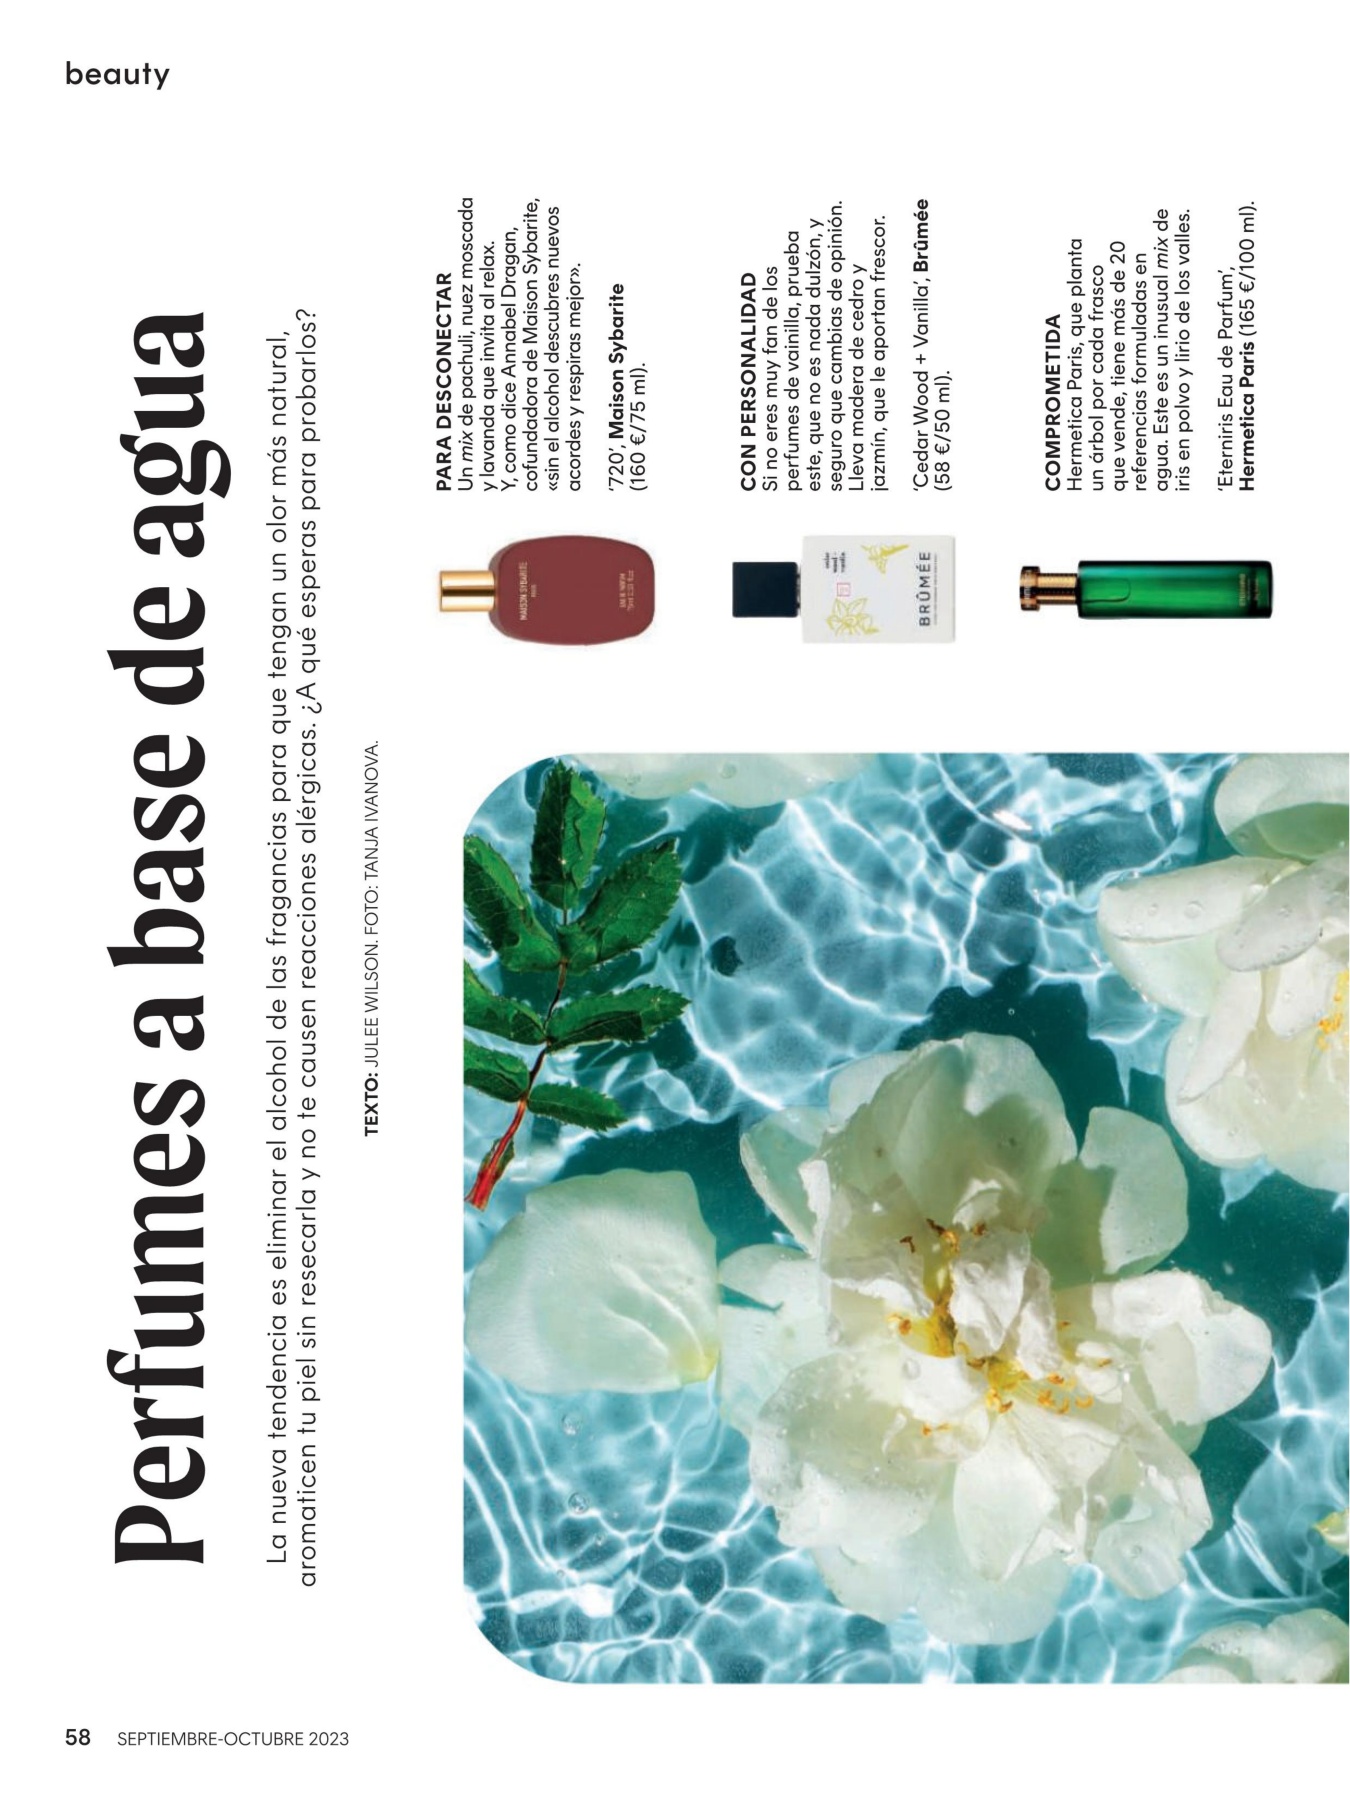 beauty
Perfumes a base de agua
La nueva tendencia es eliminar el alcohol de las fragancias para que tengan un olor más natural,
aromaticen tu piel sin resecarla y no te causen reacciones alérgicas. ¿A qué esperas para probarlos?
TEXTO: JULEE WILSON. FOTO: TANJA IVANOVA.
PARA DESCONECTAR
Un mix de pachuli, nuez moscada
y lavanda que invita al relax.
Y, como dice Annabel Dragan,
cofundadora de Maison Sybarite,
«sin el alcohol descubres nuevos
acordes y respiras mejor».
'720', Maison Sybarite
(160 €/75 ml).
MAISON SYBARITE
CON PERSONALIDAD
Si no eres muy fan de los
perfumes de vainilla, prueba
este, que no es nada dulzón, y
seguro que cambias de opinión.
Lleva madera de cedro y
jazmín, que le aportan frescor.
'Cedar Wood + Vanilla', Brûmée
(58 €/50 ml).
BRÛMÉE
COMPROMETIDA
Hermetica Paris, que planta
un árbol por cada frasco
que vende, tiene más de 20
referencias formuladas en
agua. Este es un inusual mix de
iris en polvo y lirio de los valles.
'Eterniris Eau de Parfum',
Hermetica Paris (165 €/100 ml).
58 SEPTIEMBRE-OCTUBRE 2023